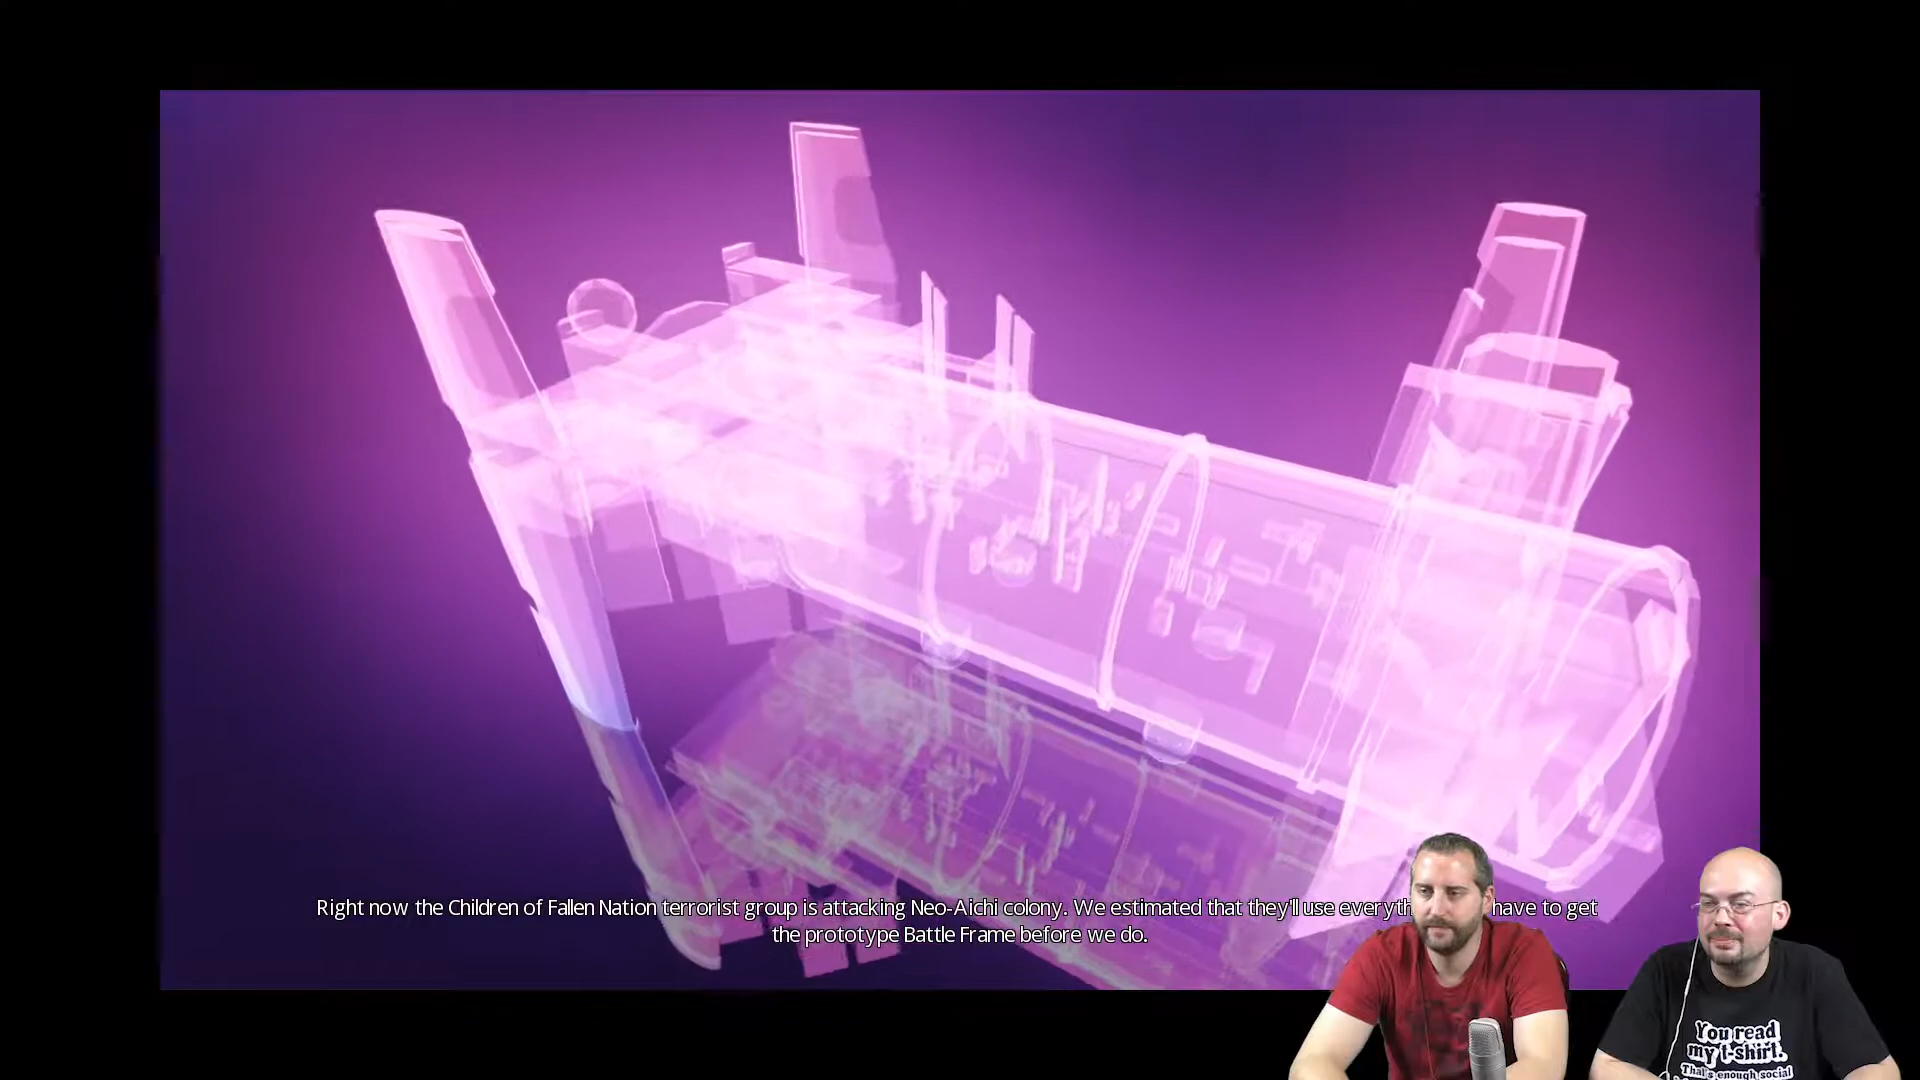 Right now the Children of Fallen Nation terrorist group is attacking Neo-Aichi colony. We estimated that they'll use have to get
the prototype Battle Frame before we do.
You read
my t-shirt.
That's enough social